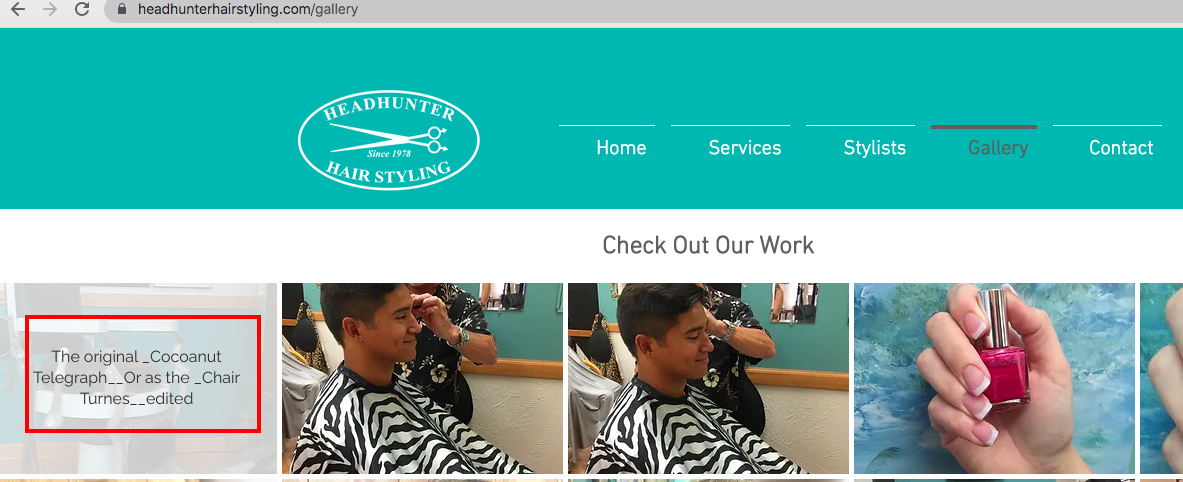 headhunterhairstyling.com/gallery
HEADHUNTER
Since 1978
HAIR STYLING
Home
Services
Stylists
Gallery
Contact
Check Out Our Work
The original _Cocoanut
Telegraph__Or as the _Chair
Turnes__edited